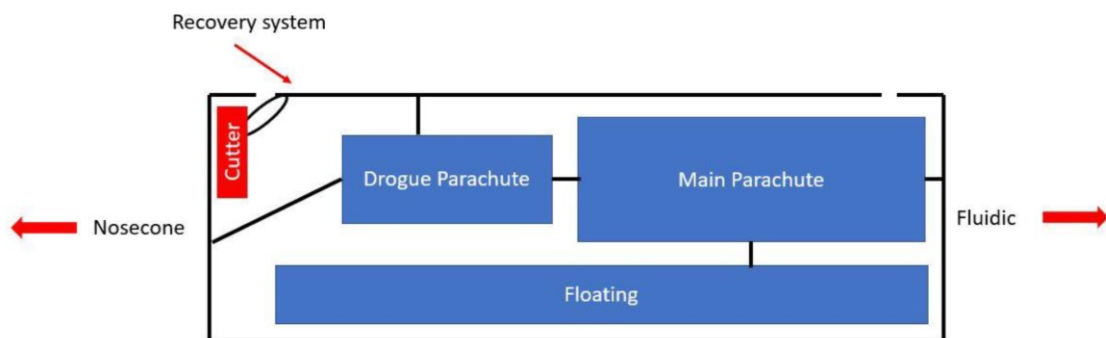 Recovery system
Cutter
Drogue Parachute
Main Parachute
Nosecone
Fluidic
Floating